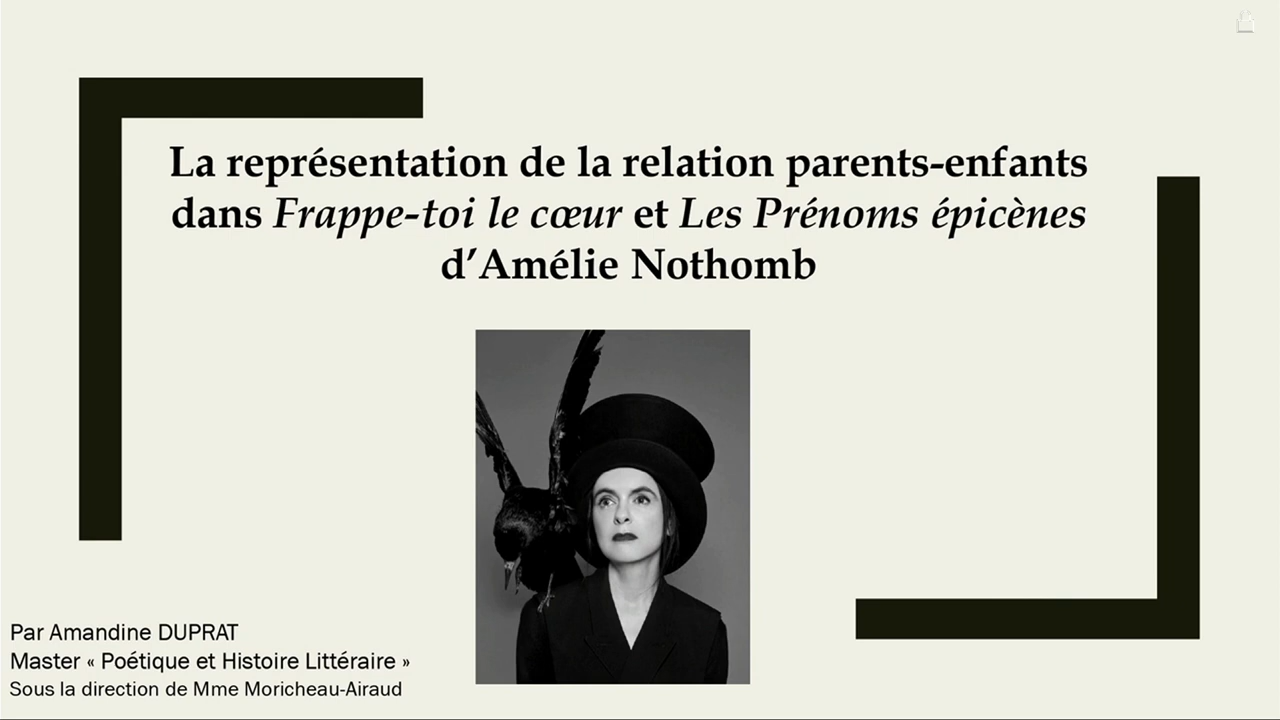 La représentation de la relation parents-enfants
dans Frappe-toi le cœur et Les Prénoms épicènes
d’Amélie Nothomb
Par Amandine DUPRAT
Master « Poétique et Histoire Littéraire »
Sous la direction de Mme Moricheau-Airaud